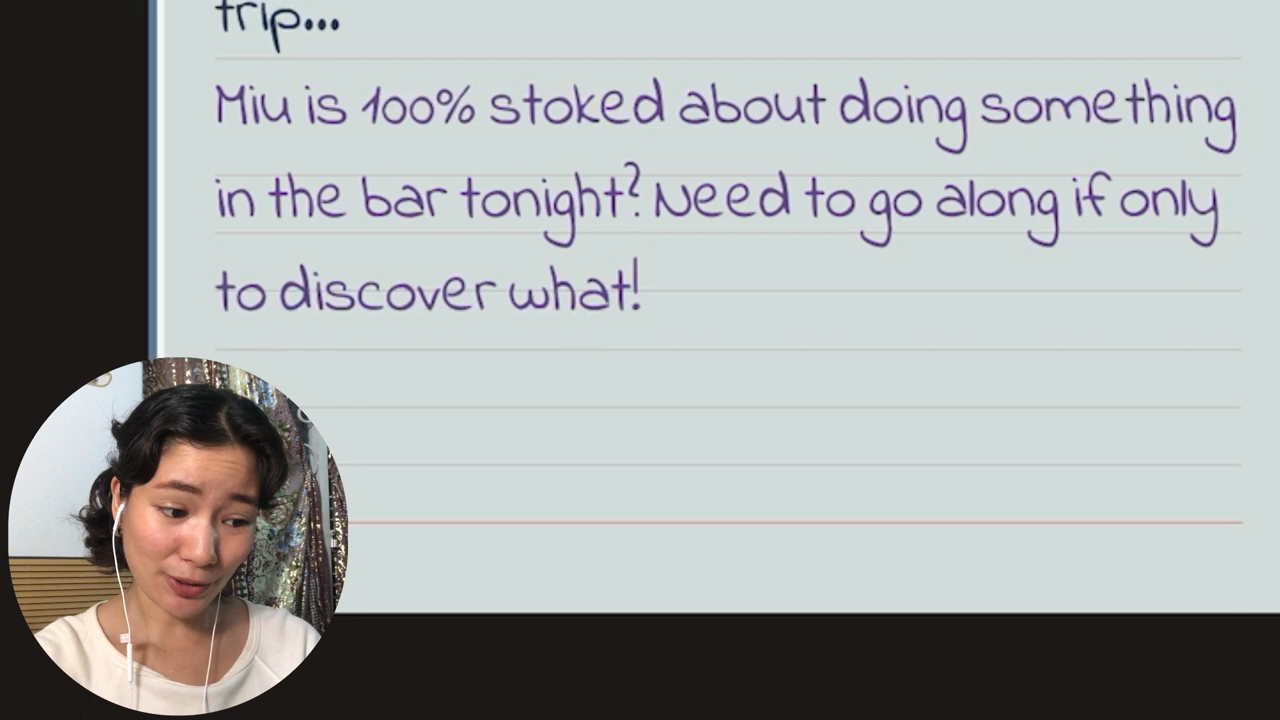 trip...
Miu is 100% stoked about doing something
in the bar tonight? Need to go along if only
to discover what!